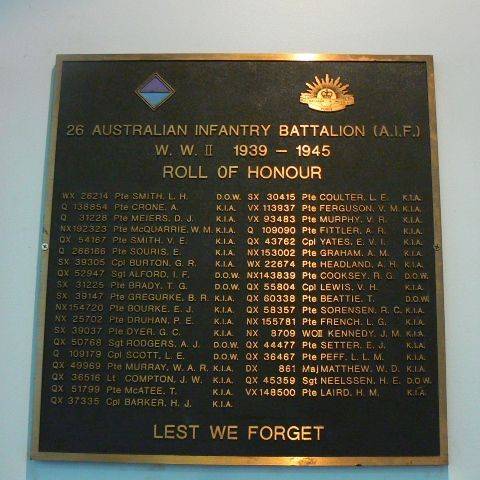 26 AUSTRALIAN INFANTRY BATTALION (A.I.F.)
W. W. II 1939 – 1945
ROLL OF HONOUR
WX 26214 Pte SMITH, L. H. D.O.W.
Q 138854 Pte CRONE, A. K.I.A.
Q 31228 Pte MEIERS, D. J. K.I.A.
NX192323 Pte McQUARRIE, W. M. K.I.A.
QX 54167 Pte SMITH, V. E. K.I.A.
Q 266166 Pte SOURIS, E. K.I.A.
SX 39305 Cpl BURTON, G. R. K.I.A.
QX 52947 Sgt ALFORD, I. F. D.O.W.
SX 31225 Pte BRADY, T. G. K.I.A.
SX 39147 Pte GREGURKE, B. R. K.I.A.
NX154720 Pte BOURKE, E. J. K.I.A.
NX 25702 Pte DRUHAN, P. E. K.I.A.
SX 39037 Pte DYER, G. C. K.I.A.
QX 50768 Sgt RODGERS, A. J. D.O.W.
Q 109179 Cpl SCOTT, L. E. D.O.W.
QX 49969 Pte MURRAY, W. A. R. K.I.A.
QX 36516 Lt COMPTON, J. W. K.I.A.
QX 51799 Pte McATEE, T. K.I.A.
QX 37335 Cpl BARKER, H. J. K.I.A.
SX 30415 Pte COULTER, L. E. K.I.A.
VX 113937 Pte FERGUSON, V. M. K.I.A.
VX 93483 Pte MURPHY, V. R. K.I.A.
Q 109090 Pte FITTLER, A. R. K.I.A.
QX 43762 Cpl YATES, E. V. I. K.I.A.
NX153002 Pte GRAHAM, A. M. K.I.A.
WX 22674 Pte HEADLAND, A. H. K.I.A.
NX143839 Pte COOKSEY, R. G. D.O.W.
QX 55804 Cpl LEWIS, V. H. K.I.A.
QX 60338 Pte BEATTIE, T. D.O.W.
QX 58357 Pte SORENSEN, R. C. K.I.A.
NX 155781 Pte FRENCH, L. G. K.I.A.
NX 8709 WOII KENNEDY, J. M. K.I.A.
QX 44477 Pte SETTER, E. J. K.I.A.
QX 36467 Pte PEFF, L. L. M. K.I.A.
DX 861 Maj MATTHEW, W. D. K.I.A.
QX 45359 Sgt NEELSSEN, H. E. D.O.W.
VX 148500 Pte LAIRD, H. M. K.I.A.
LEST WE FORGET